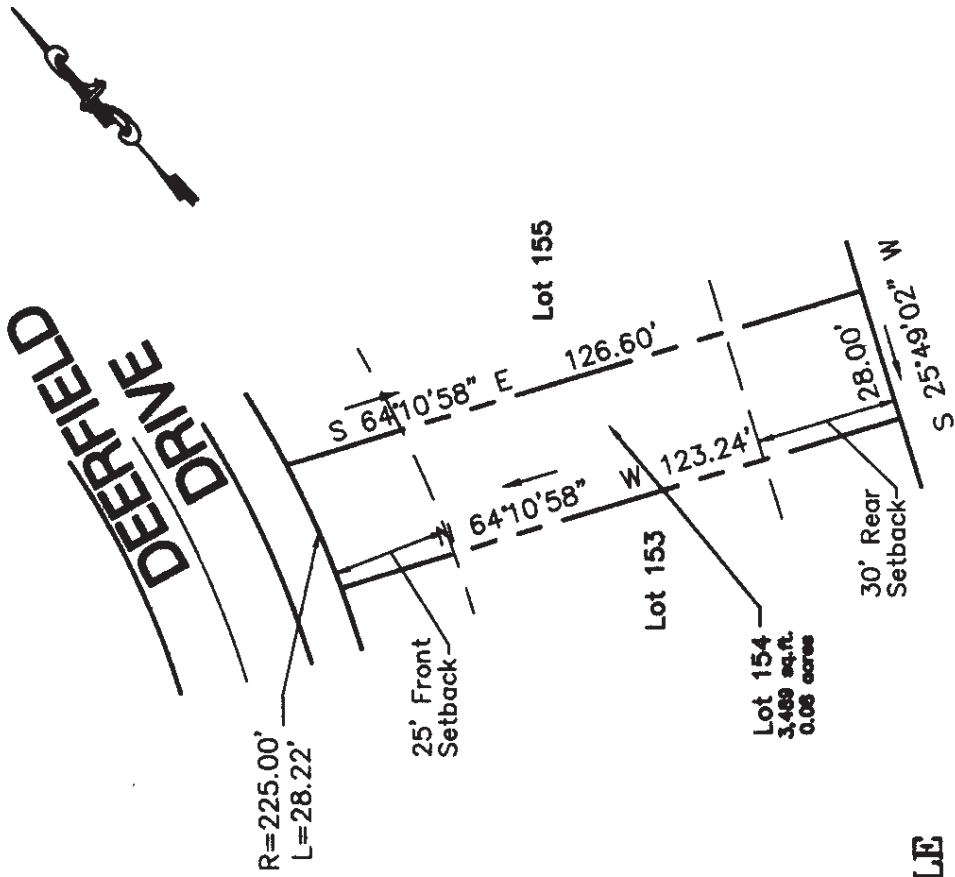 DEERFIELD
DRIVE
N
Lot 155
S 64°10'58" E 126.60'
N 64°10'58" W 123.24'
28.00'
S 25°49'02" W
R=225.00'
L=28.22'
25' Front
Setback
Lot 153
30' Rear
Setback
Lot 154
3,489 sq.ft.
0.08 acres
LE